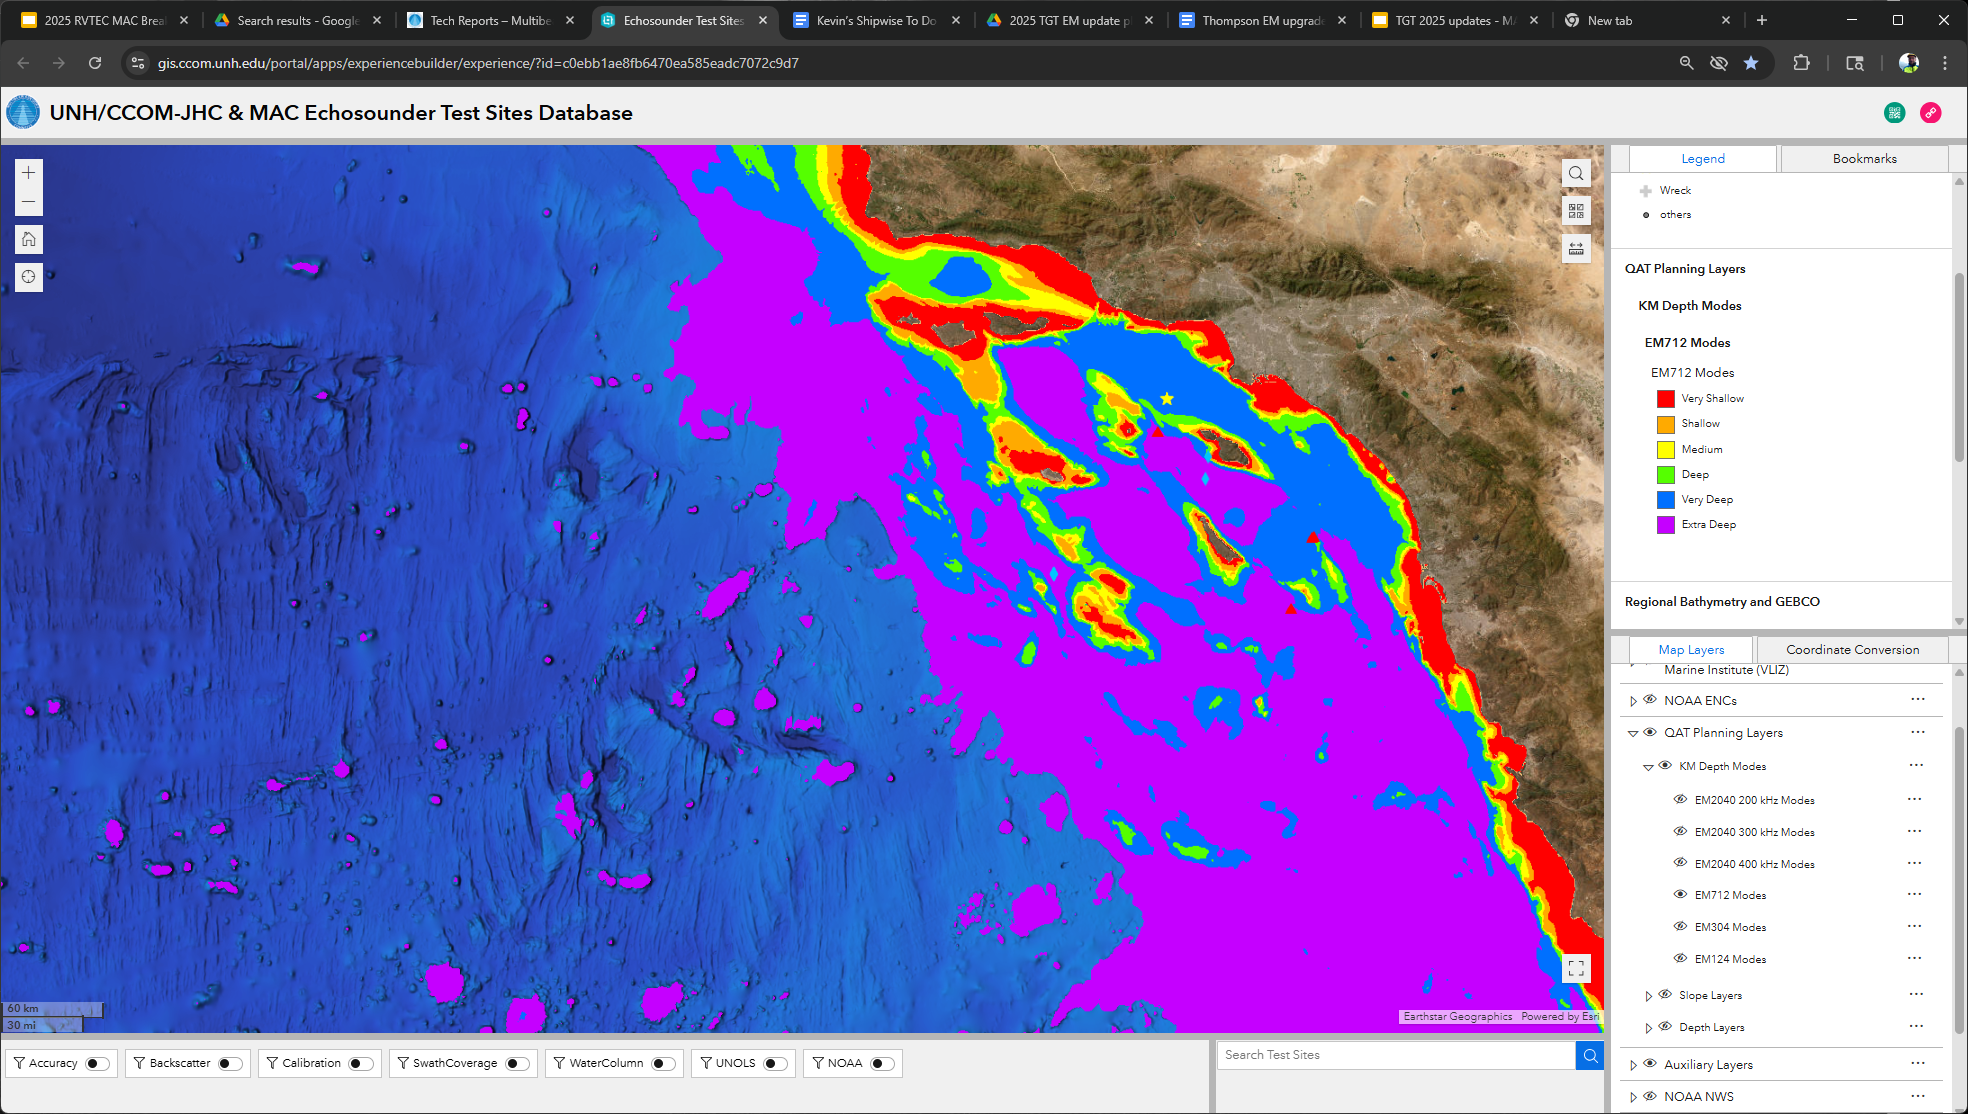 2025 RVTEC MAC Brea
Search results - Google
Tech Reports – Multibe
Echosounder Test Sites
Kevin's Shipwise To Do
2025 TGT EM update p
Thompson EM upgrade
TGT 2025 updates - M
New tab
gis.ccom.unh.edu/portal/apps/experiencebuilder/experience/?id=c0ebb1ae8fb6470ea585eadc7072c9d7
UNH/CCOM-JHC & MAC Echosounder Test Sites Database
Legend
Bookmarks
Wreck
others
QAT Planning Layers
KM Depth Modes
EM712 Modes
EM712 Modes
Very Shallow
Shallow
Medium
Deep
Very Deep
Extra Deep
Regional Bathymetry and GEBCO
Map Layers
Coordinate Conversion
Marine Institute (VLIZ)
NOAA ENCs
QAT Planning Layers
KM Depth Modes
EM2040 200 kHz Modes
EM2040 300 kHz Modes
EM2040 400 kHz Modes
EM712 Modes
EM304 Modes
EM124 Modes
Slope Layers
Depth Layers
Auxiliary Layers
NOAA NWS
60 km
30 mi
Earthstar Geographics Powered by Esri
Accuracy
Backscatter
Calibration
SwathCoverage
WaterColumn
UNOLS
NOAA
Search Test Sites